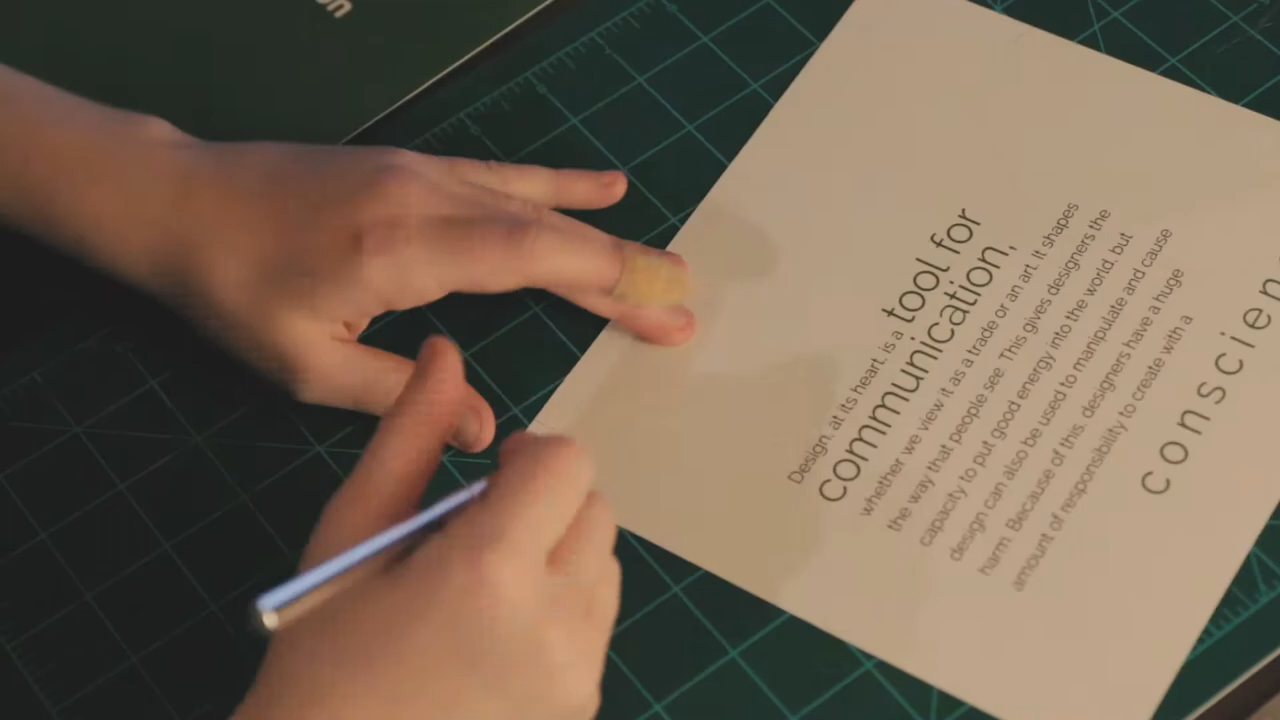 Design, at its heart, is a tool for
communication,
whether we view it as a trade or an art. It shapes
the way that people see. This gives designers the
capacity to put good energy into the world, but
design can also be used to manipulate and cause
harm. Because of this, designers have a huge
amount of responsibility to create with a